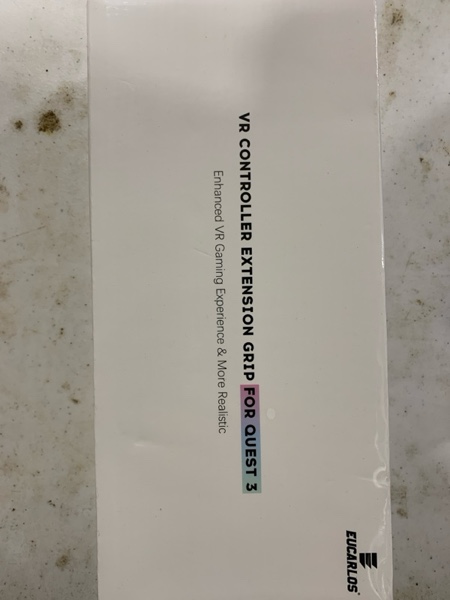 VR CONTROLLER EXTENSION GRIP FOR QUEST 3
Enhanced VR Gaming Experience & More Realistic
EUCARLOS